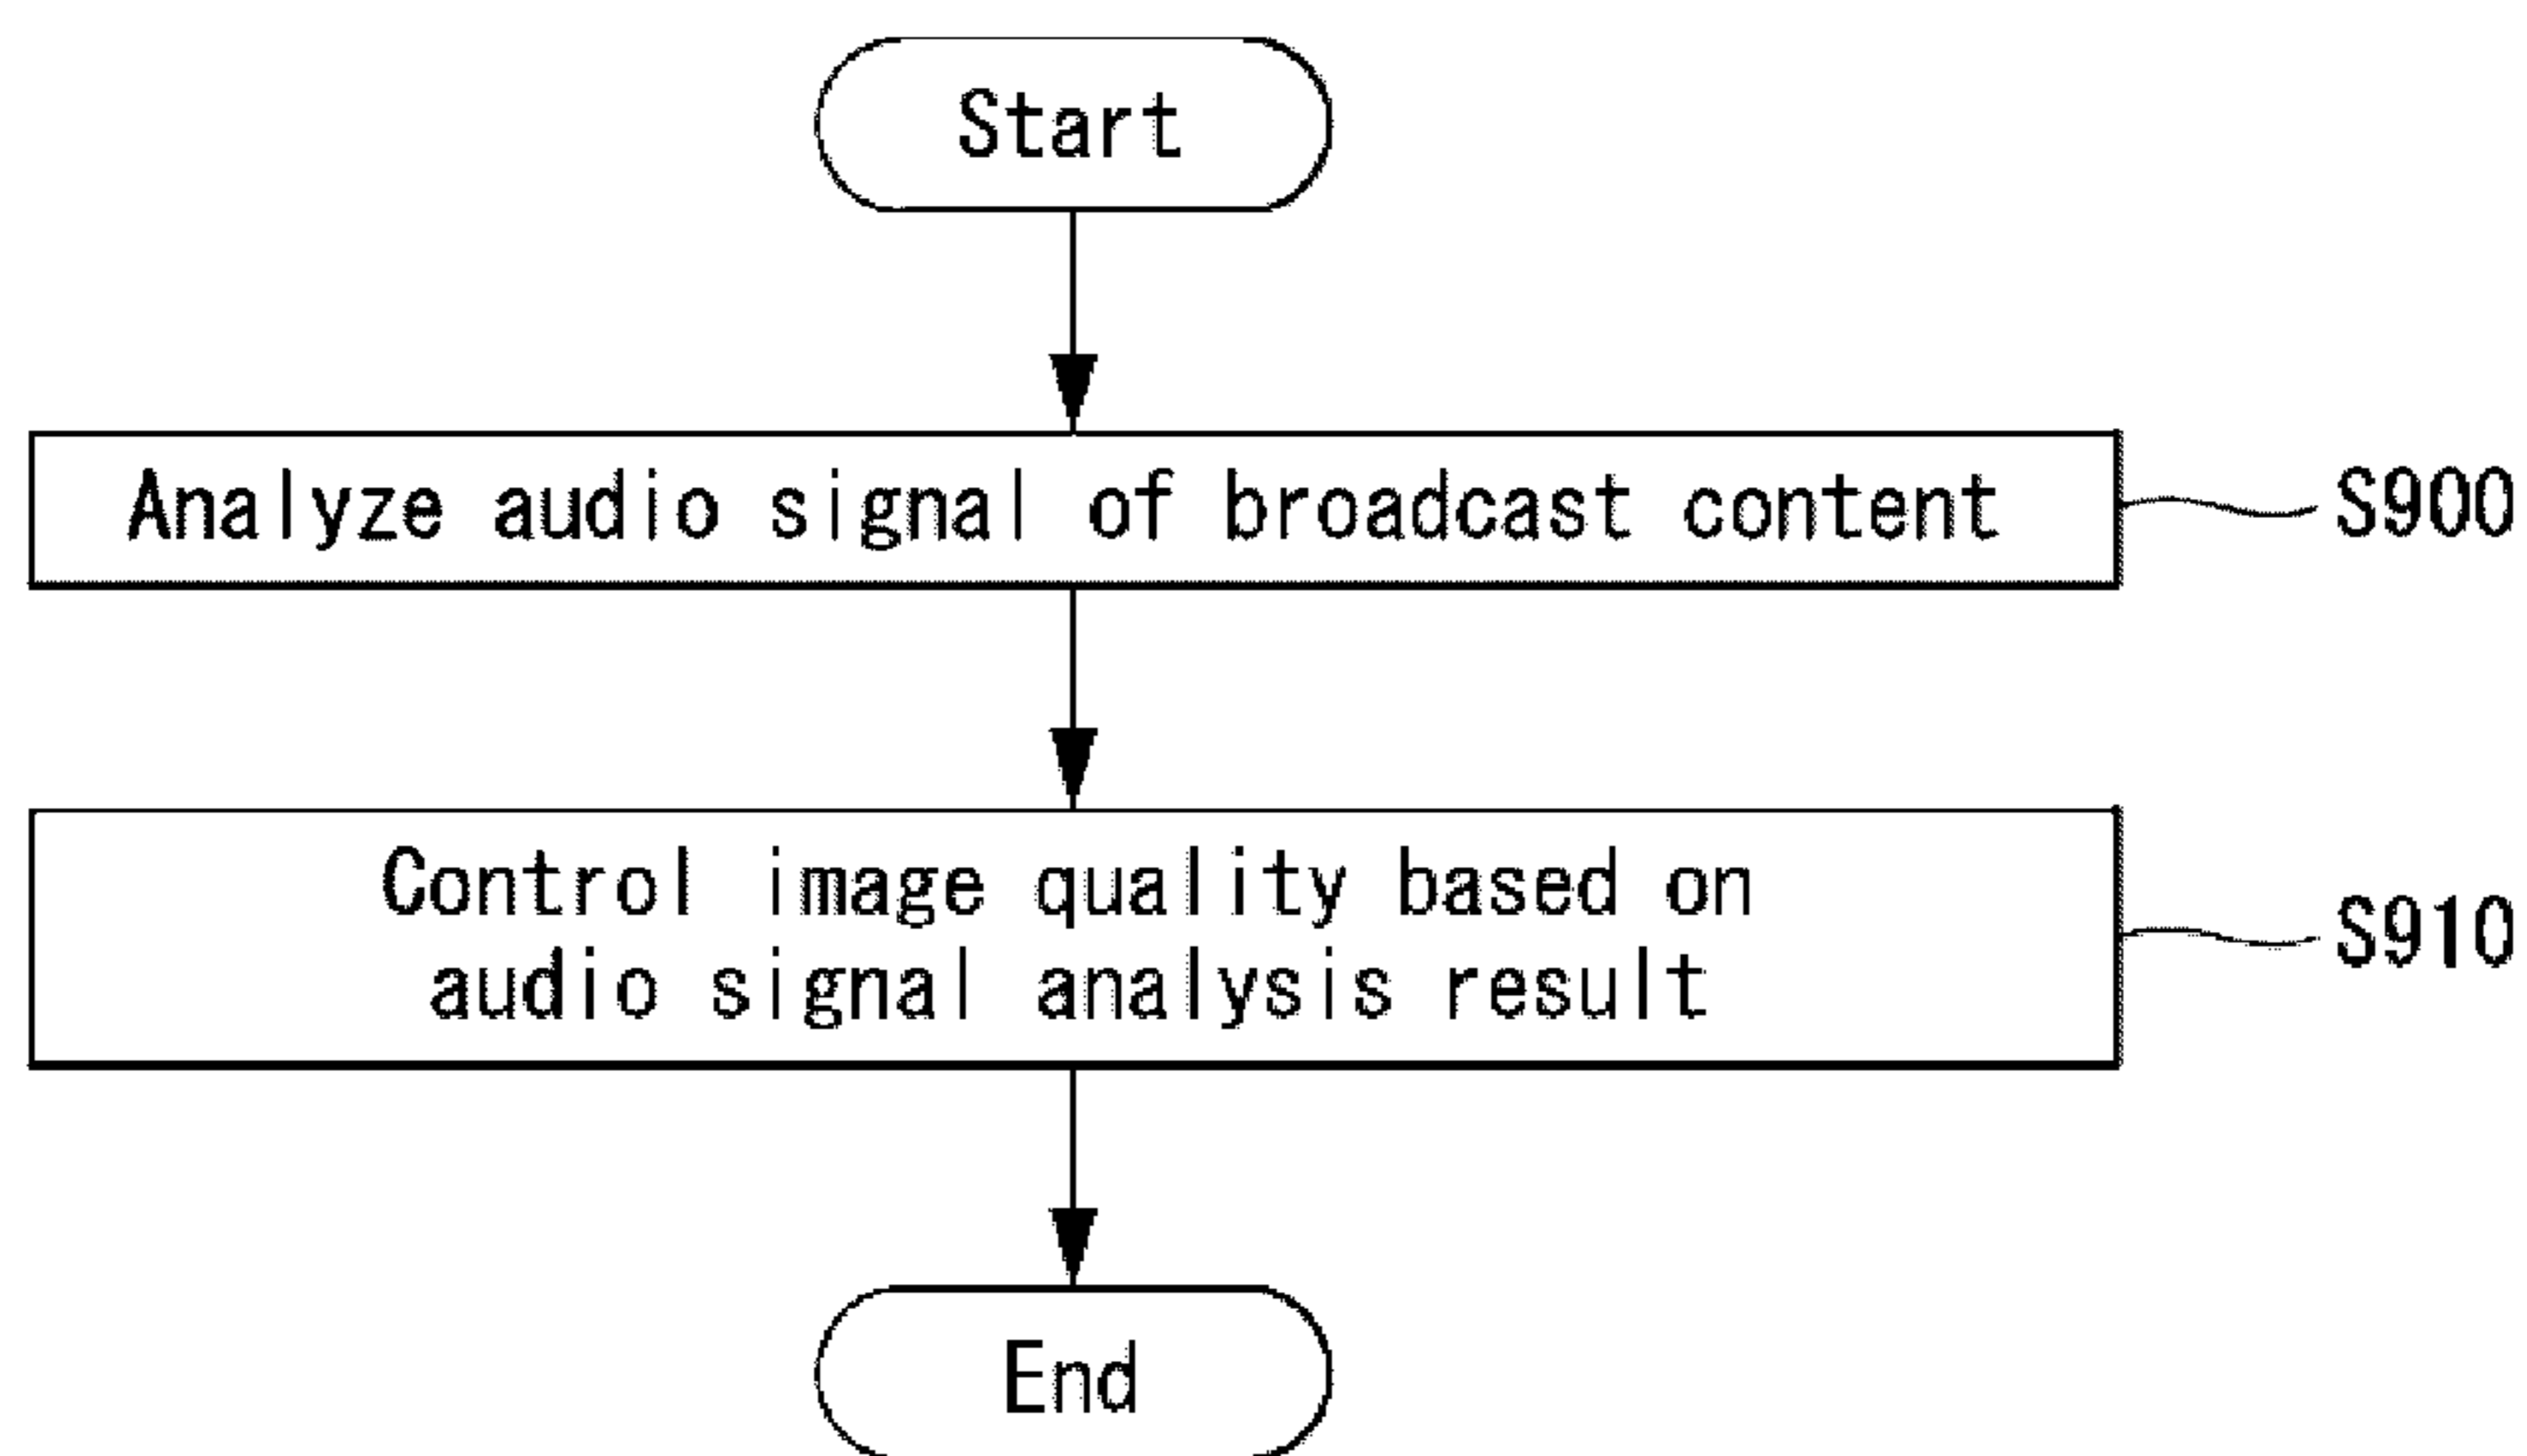 Start
Analyze audio signal of broadcast content
S900
Control image quality based on
audio signal analysis result
S910
End